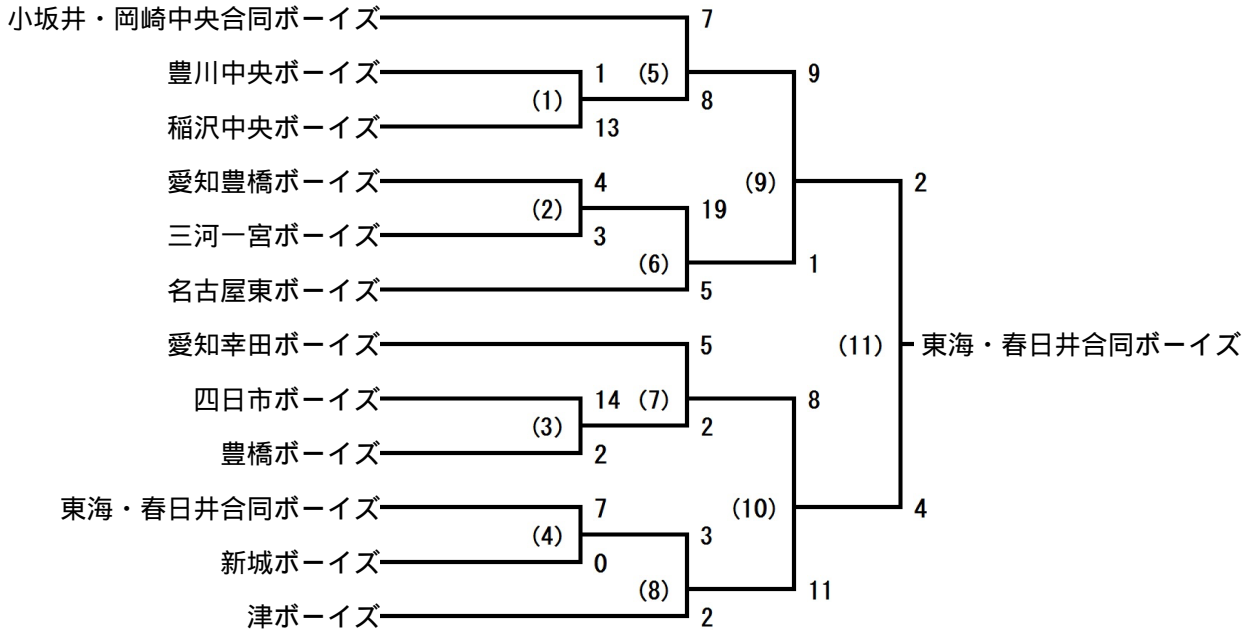 小坂井・岡崎中央合同ボーイズ 7
豊川中央ボーイズ 1 (5) 9
(1) 8
稲沢中央ボーイズ 13
愛知豊橋ボーイズ 4 (9) 2
(2) 19
三河一宮ボーイズ 3
(6) 1
名古屋東ボーイズ 5
愛知幸田ボーイズ 5 (11) 東海・春日井合同ボーイズ
四日市ボーイズ 14 (7) 8
(3) 2
豊橋ボーイズ 2
東海・春日井合同ボーイズ 7 (10) 4
(4) 3
新城ボーイズ 0
(8) 11
津ボーイズ 2